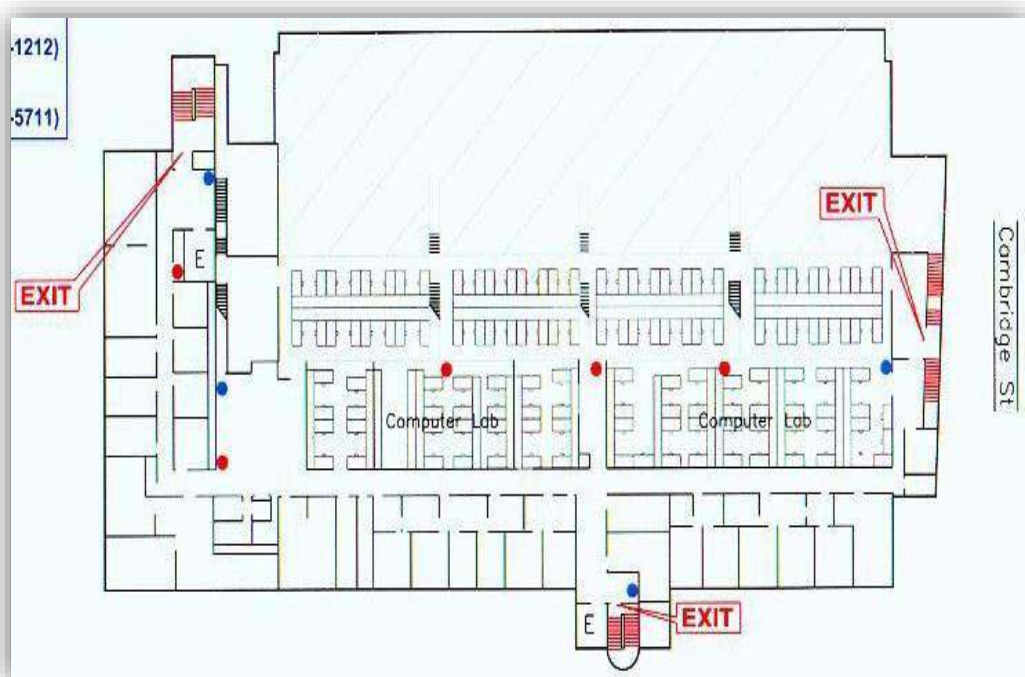 -1212)
-5711)
EXIT
E
EXIT
Cambridge St
Computer Lab
Computer Lab
E
EXIT